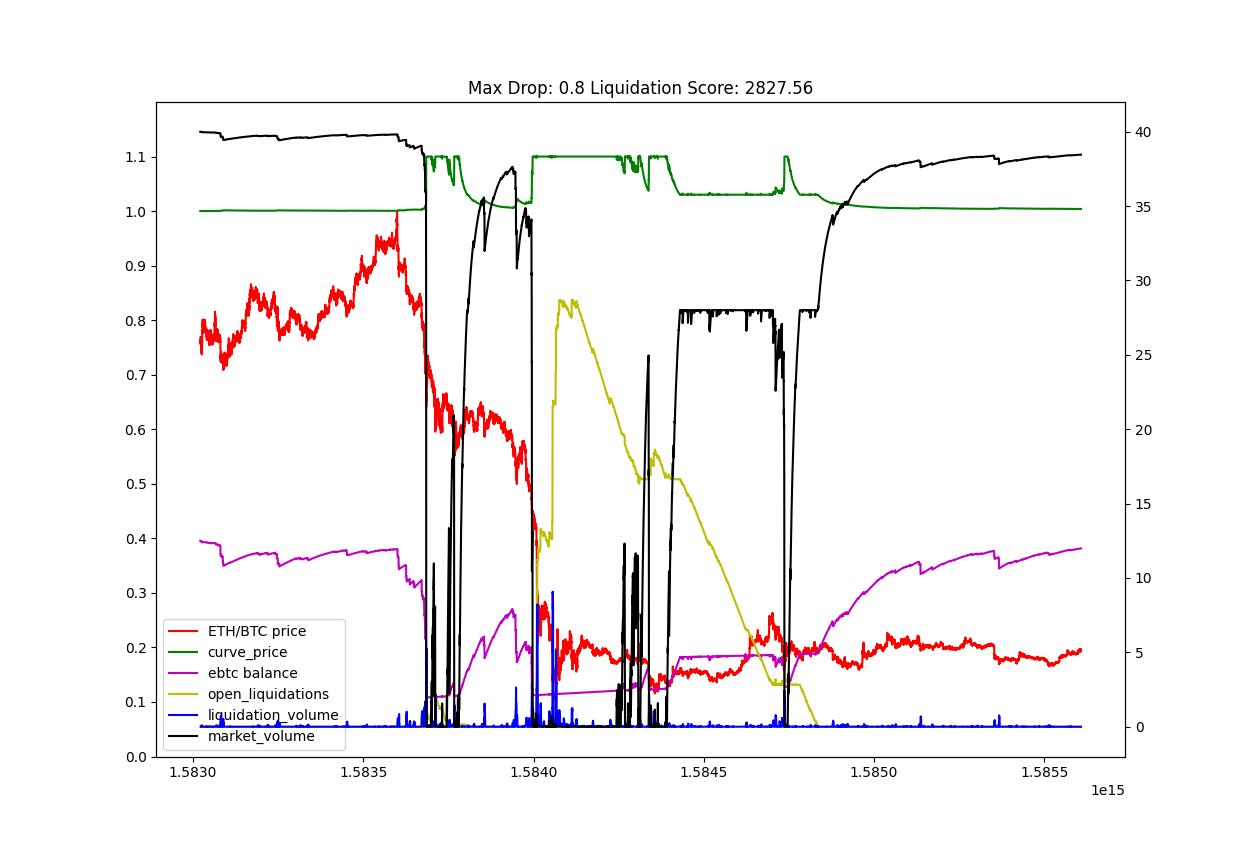 Max Drop: 0.8 Liquidation Score: 2827.56
1.1
1.0
0.9
0.8
0.7
0.6
0.5
0.4
0.3
0.2
0.1
0.0
40
35
30
25
20
15
10
5
0
ETH/BTC price
curve_price
ebtc balance
open_liquidations
liquidation_volume
market_volume
1.5830 1.5835 1.5840 1.5845 1.5850 1.5855
1e15